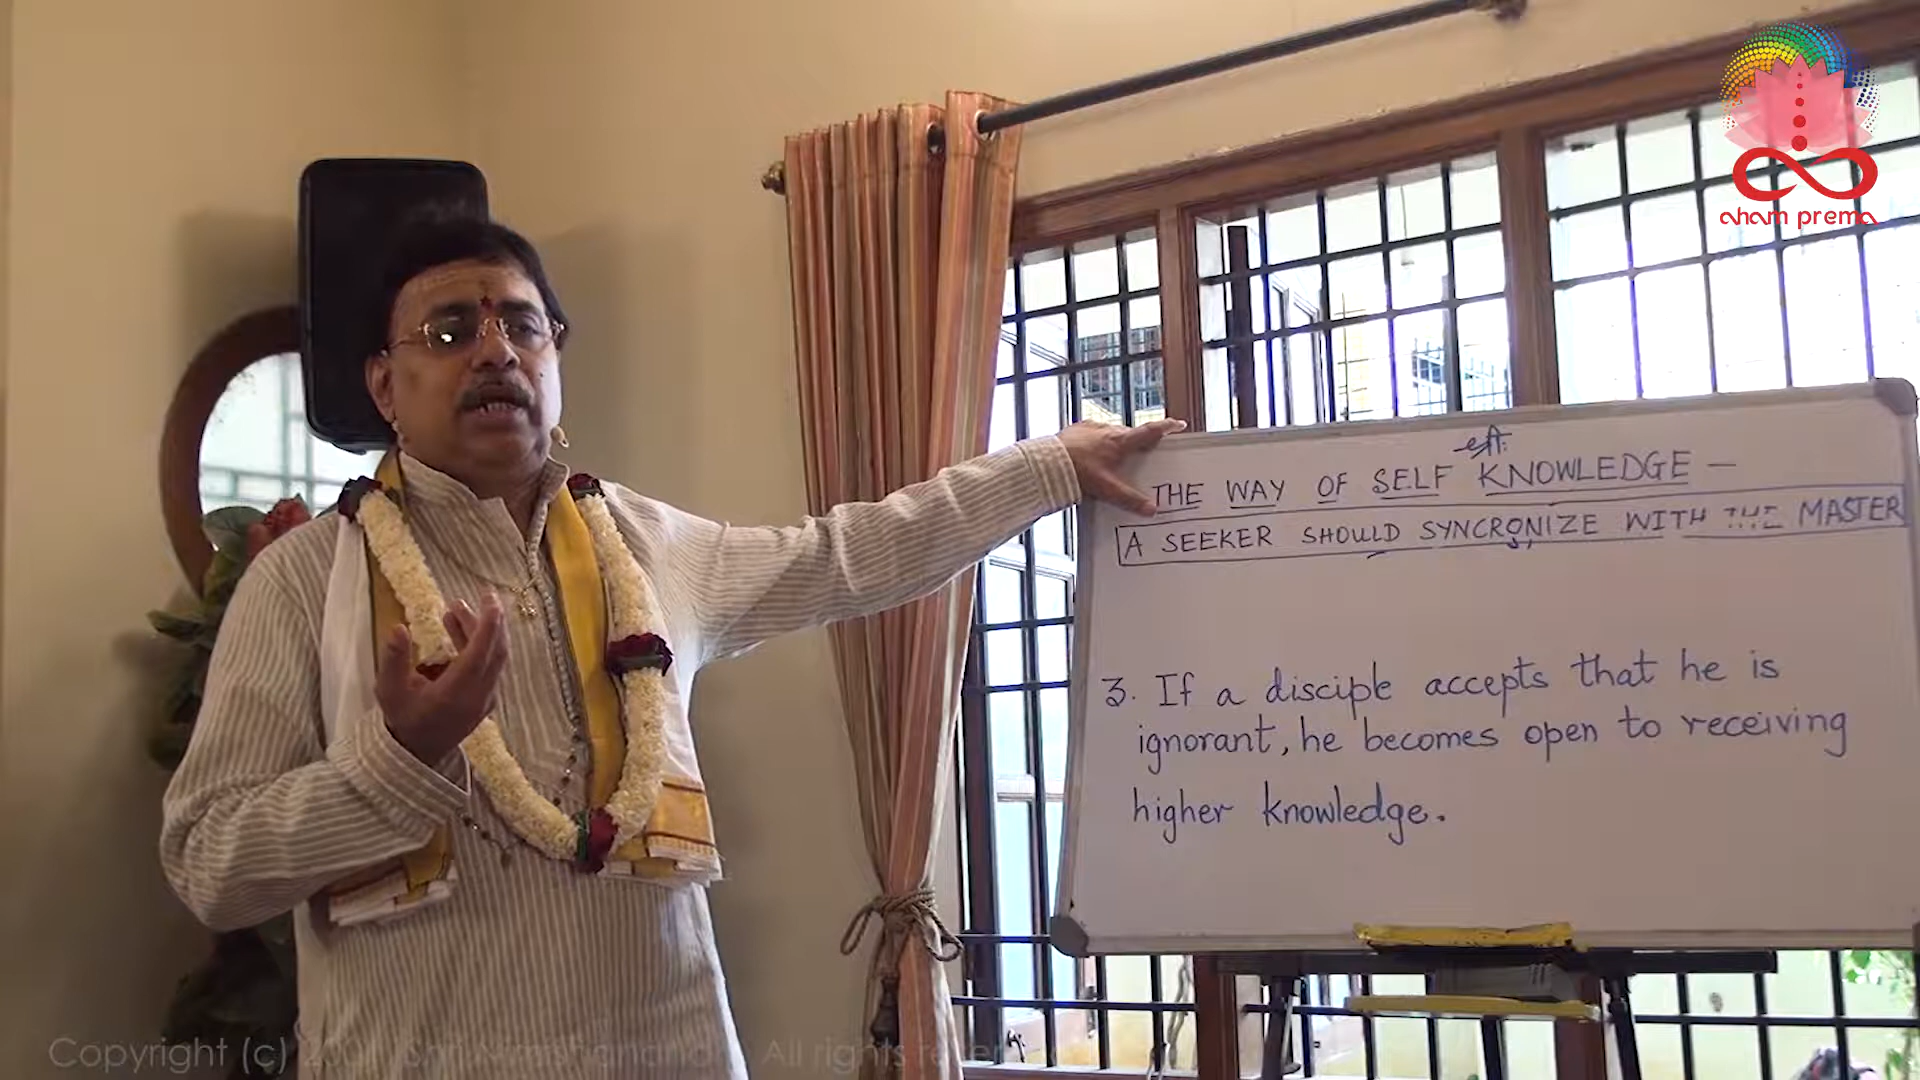 aham prema
श्री:
THE WAY OF SELF KNOWLEDGE —
A SEEKER SHOULD SYNCRONIZE WITH THE MASTER
3. If a disciple accepts that he is
ignorant, he becomes open to receiving
higher knowledge.
Copyright (c) All rights